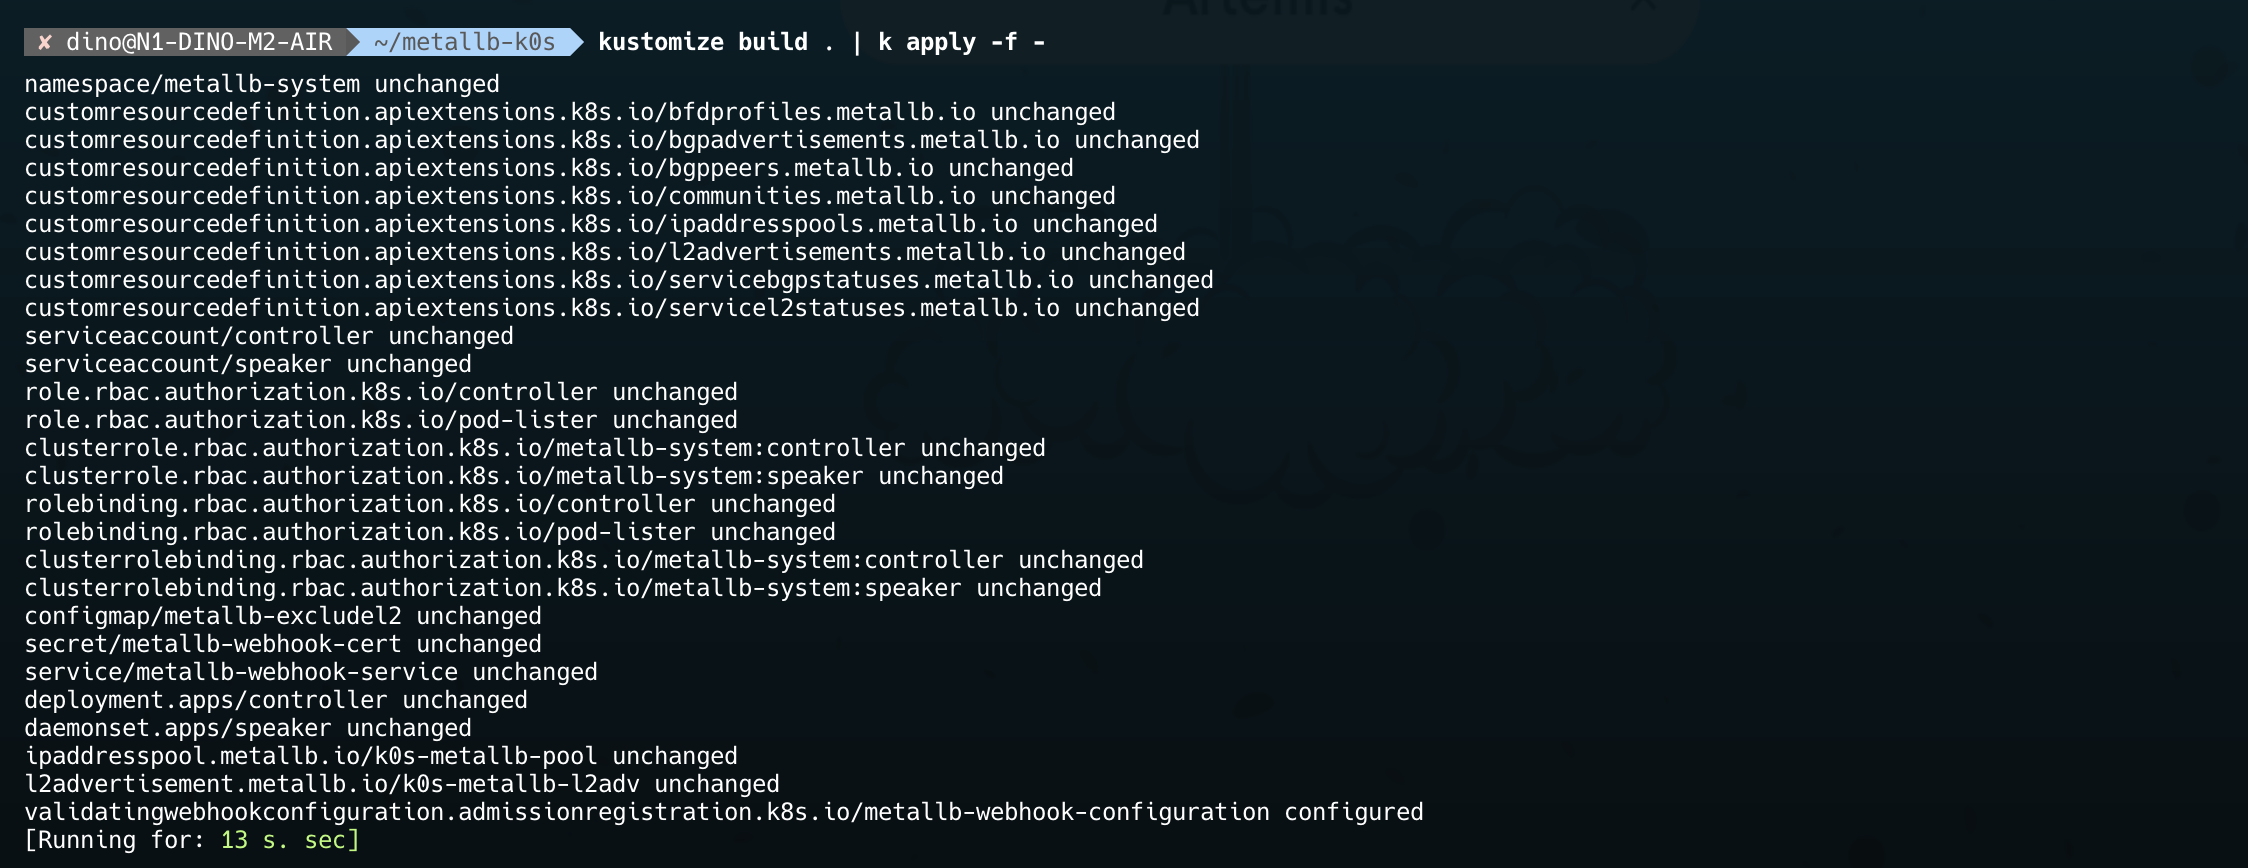 Artemis
✘ dino@N1-DINO-M2-AIR ~/metallb-k0s kustomize build . | k apply -f -
namespace/metallb-system unchanged
customresourcedefinition.apiextensions.k8s.io/bfdprofiles.metallb.io unchanged
customresourcedefinition.apiextensions.k8s.io/bgpadvertisements.metallb.io unchanged
customresourcedefinition.apiextensions.k8s.io/bgppeers.metallb.io unchanged
customresourcedefinition.apiextensions.k8s.io/communities.metallb.io unchanged
customresourcedefinition.apiextensions.k8s.io/ipaddresspools.metallb.io unchanged
customresourcedefinition.apiextensions.k8s.io/l2advertisements.metallb.io unchanged
customresourcedefinition.apiextensions.k8s.io/servicebgpstatuses.metallb.io unchanged
customresourcedefinition.apiextensions.k8s.io/servicel2statuses.metallb.io unchanged
serviceaccount/controller unchanged
serviceaccount/speaker unchanged
role.rbac.authorization.k8s.io/controller unchanged
role.rbac.authorization.k8s.io/pod-lister unchanged
clusterrole.rbac.authorization.k8s.io/metallb-system:controller unchanged
clusterrole.rbac.authorization.k8s.io/metallb-system:speaker unchanged
rolebinding.rbac.authorization.k8s.io/controller unchanged
rolebinding.rbac.authorization.k8s.io/pod-lister unchanged
clusterrolebinding.rbac.authorization.k8s.io/metallb-system:controller unchanged
clusterrolebinding.rbac.authorization.k8s.io/metallb-system:speaker unchanged
configmap/metallb-excludel2 unchanged
secret/metallb-webhook-cert unchanged
service/metallb-webhook-service unchanged
deployment.apps/controller unchanged
daemonset.apps/speaker unchanged
ipaddresspool.metallb.io/k0s-metallb-pool unchanged
l2advertisement.metallb.io/k0s-metallb-l2adv unchanged
validatingwebhookconfiguration.admissionregistration.k8s.io/metallb-webhook-configuration configured
[Running for: 13 s. sec]